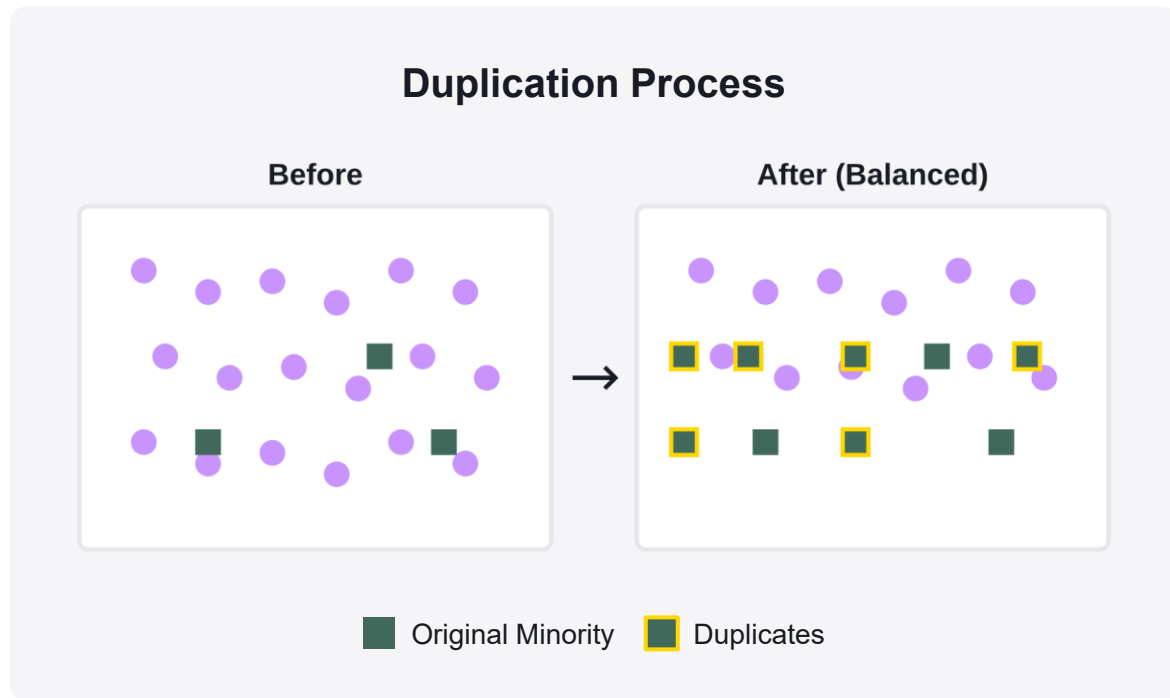 Duplication Process
Before
After (Balanced)
→
Original Minority
Duplicates